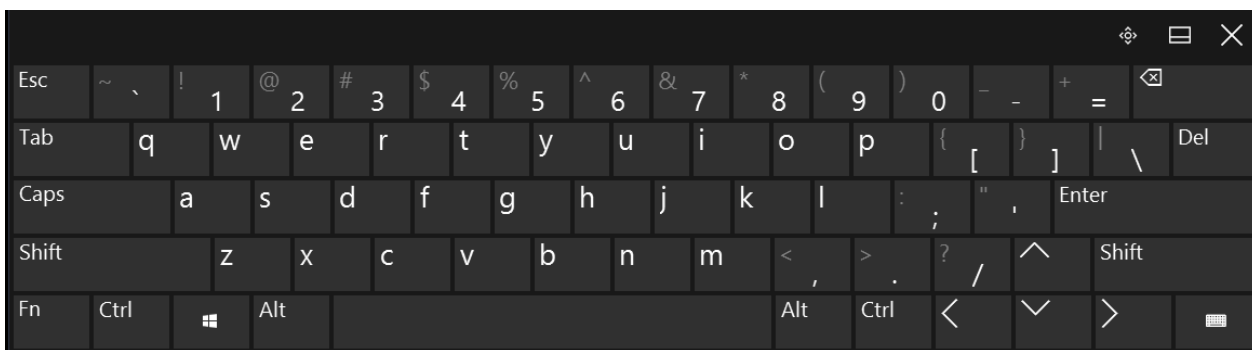 Esc ~ ` ! 1 @ 2 # 3 $ 4 % 5 ^ 6 & 7 * 8 ( 9 ) 0 _ - + =
Tab q w e r t y u i o p { [ } ] | \ Del
Caps a s d f g h j k l : ; " ' Enter
Shift z x c v b n m < , > . ? / Shift
Fn Ctrl Alt Alt Ctrl